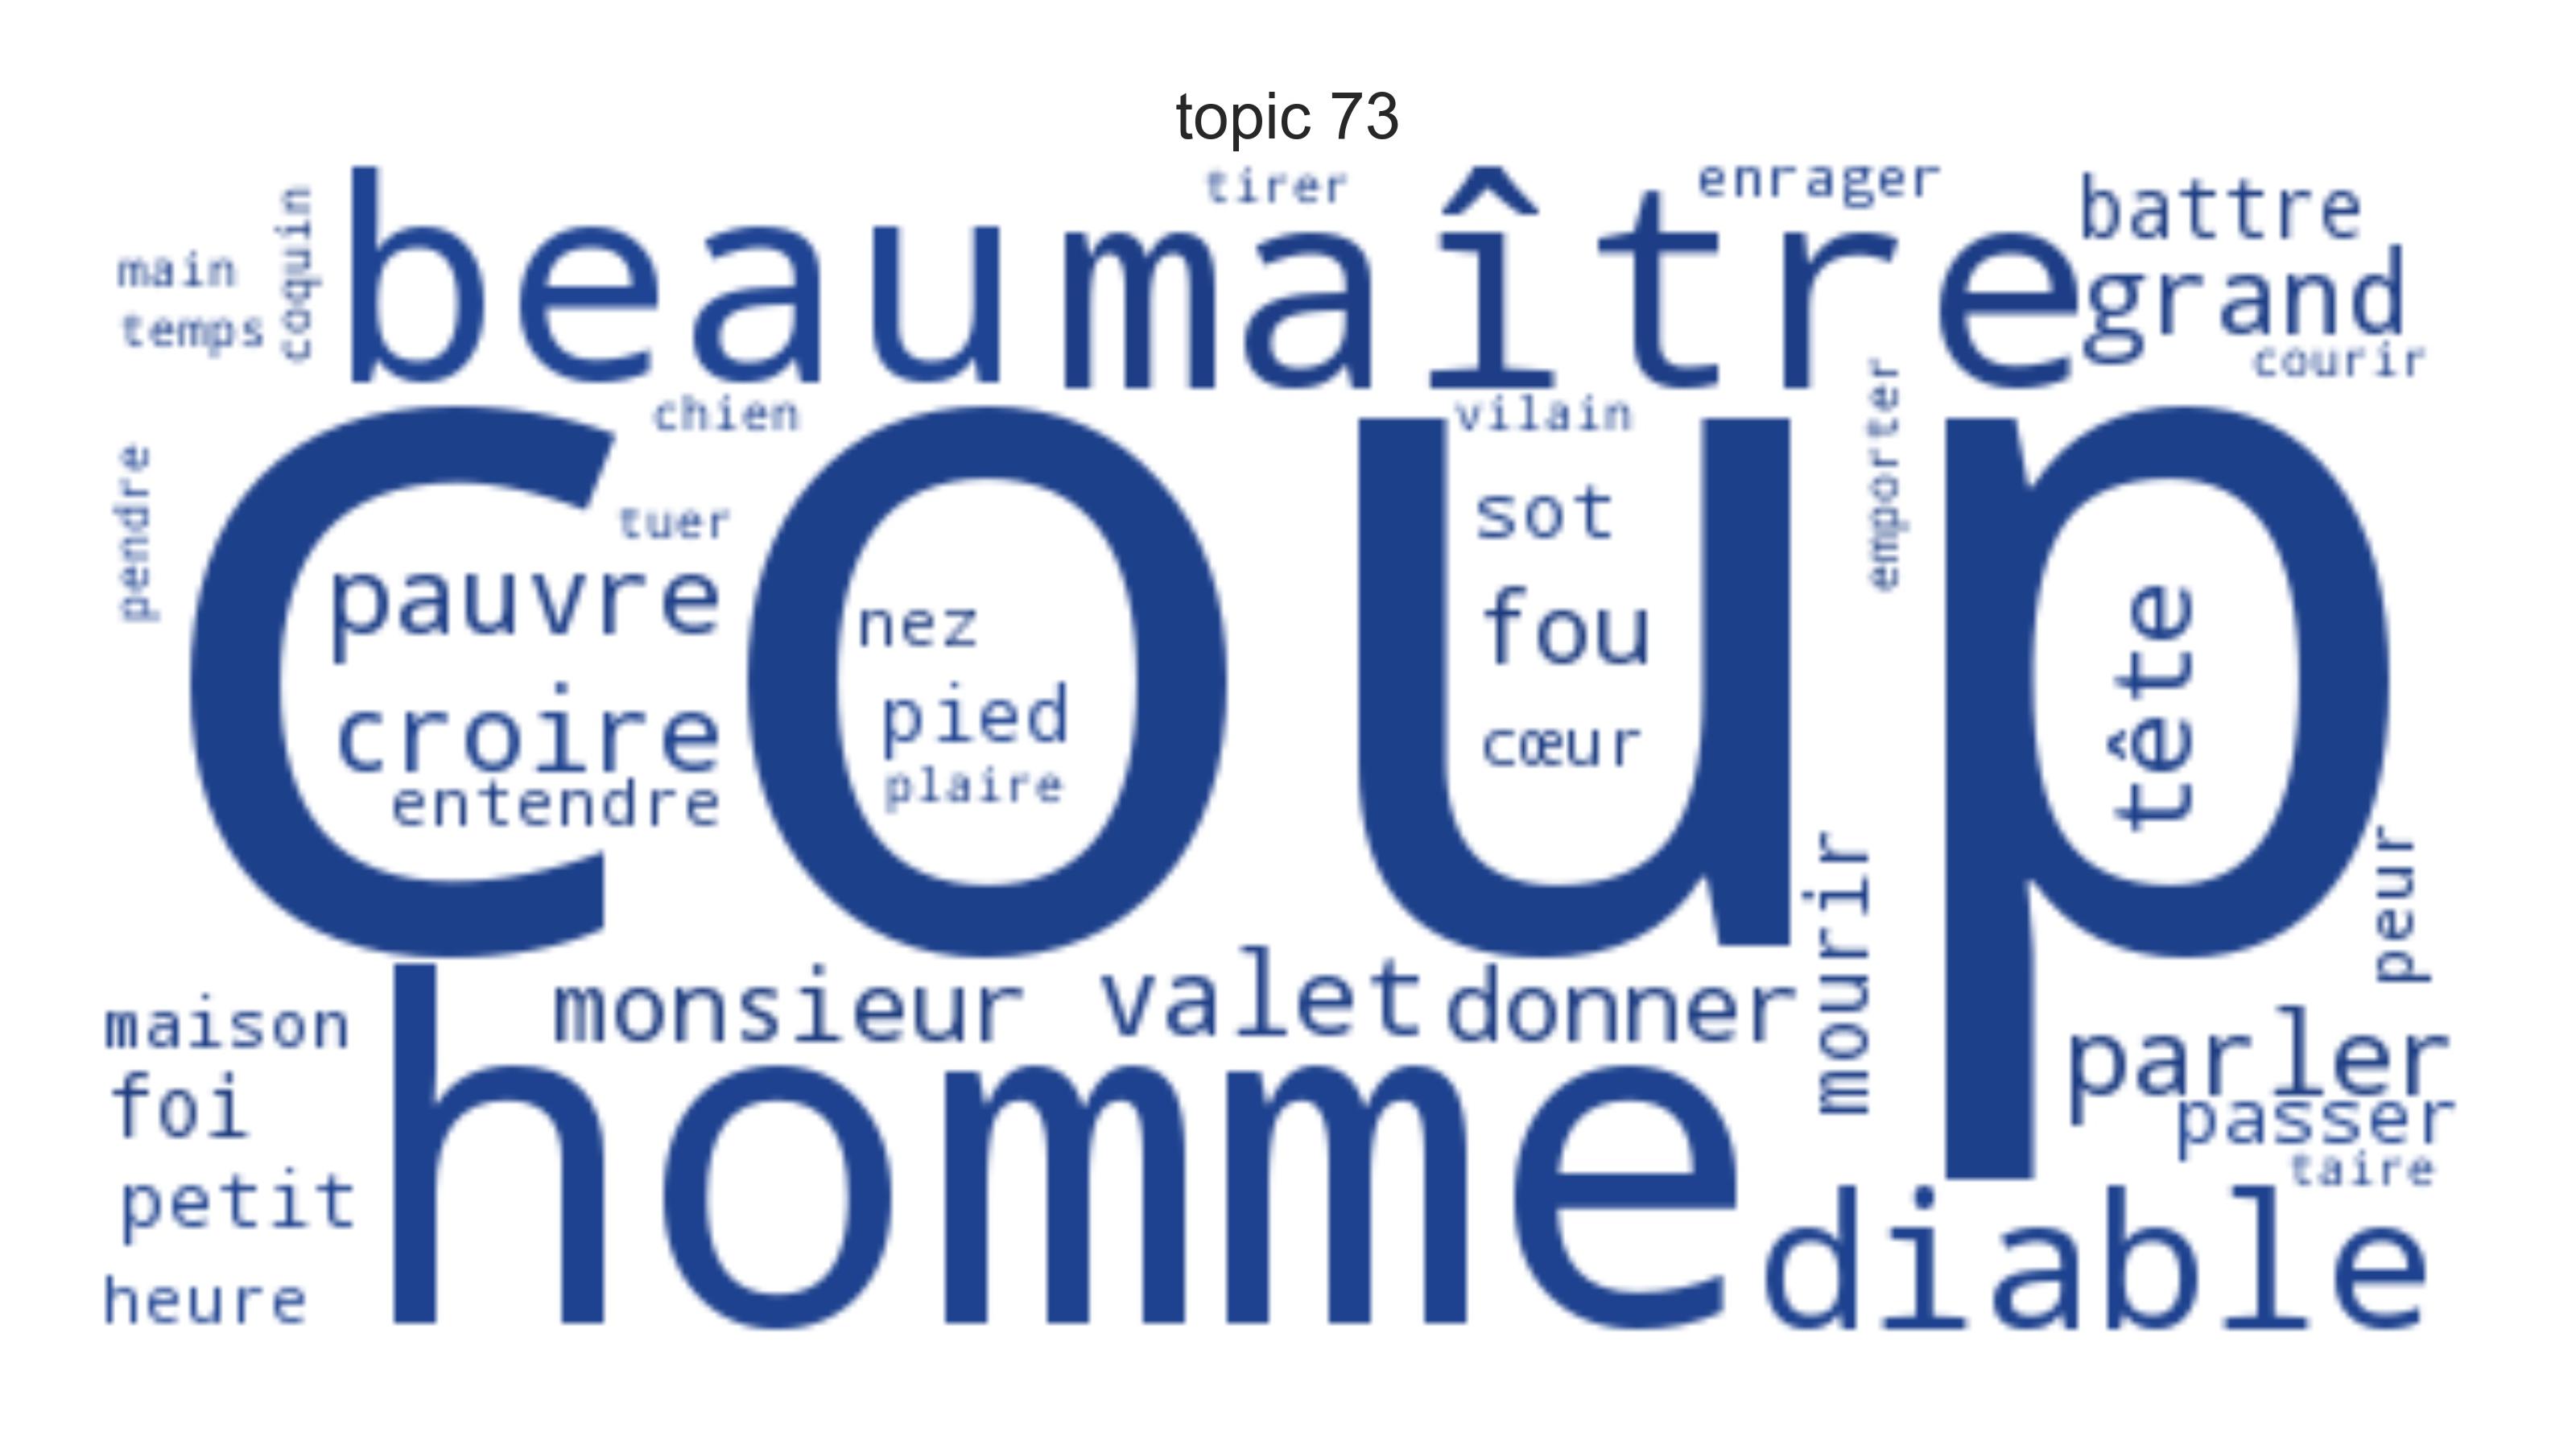 topic 73
tirer
enrager
battre
coquin
beau
maître
main
grand
temps
courir
chien
vilain
emporter
pendre
coup
tuer
sot
pauvre
nez
fou
tête
croire
pied
cœur
entendre
plaire
mourir
peur
maison
monsieur
valet
donner
parler
foi
homme
passer
taire
petit
diable
heure